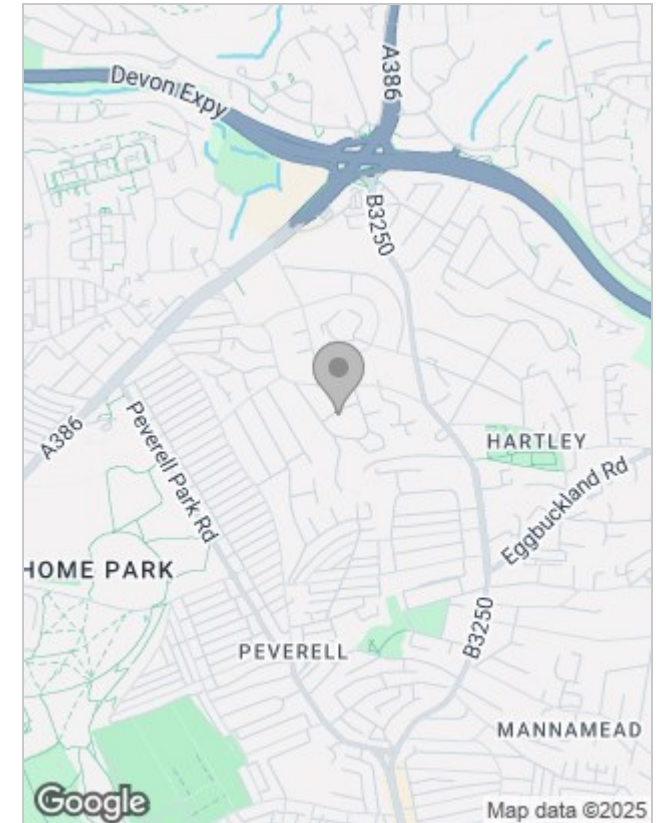 A386
Devon Expy
B3250
A386
Peverell Park Rd
HARTLEY
Eggbuckland Rd
HOME PARK
B3250
PEVERELL
MANNAMEAD
Google
Map data ©2025